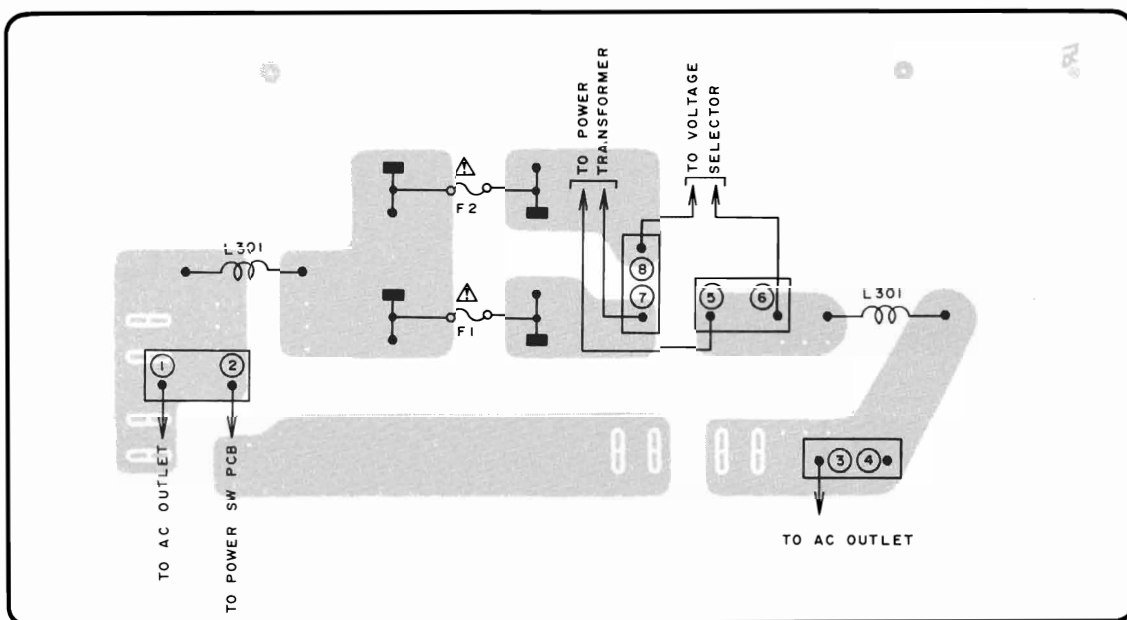 TO POWER
TRANSFORMER
TO VOLTAGE
SELECTOR
F2
L301
8
7
5
6
L301
F1
1
2
3
4
TO AC OUTLET
TO POWER SW PCB
TO AC OUTLET